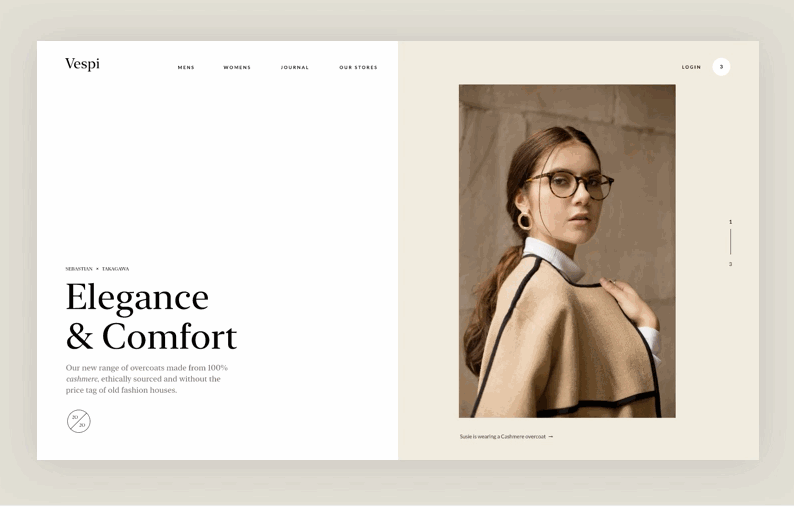 Vespi
MENS WOMENS JOURNAL OUR STORES
LOGIN 3
SEBASTIAN × TAKAGAWA
Elegance
& Comfort
Our new range of overcoats made from 100%
cashmere, ethically sourced and without the
price tag of old fashion houses.
20
20
1
3
Susie is wearing a Cashmere overcoat →